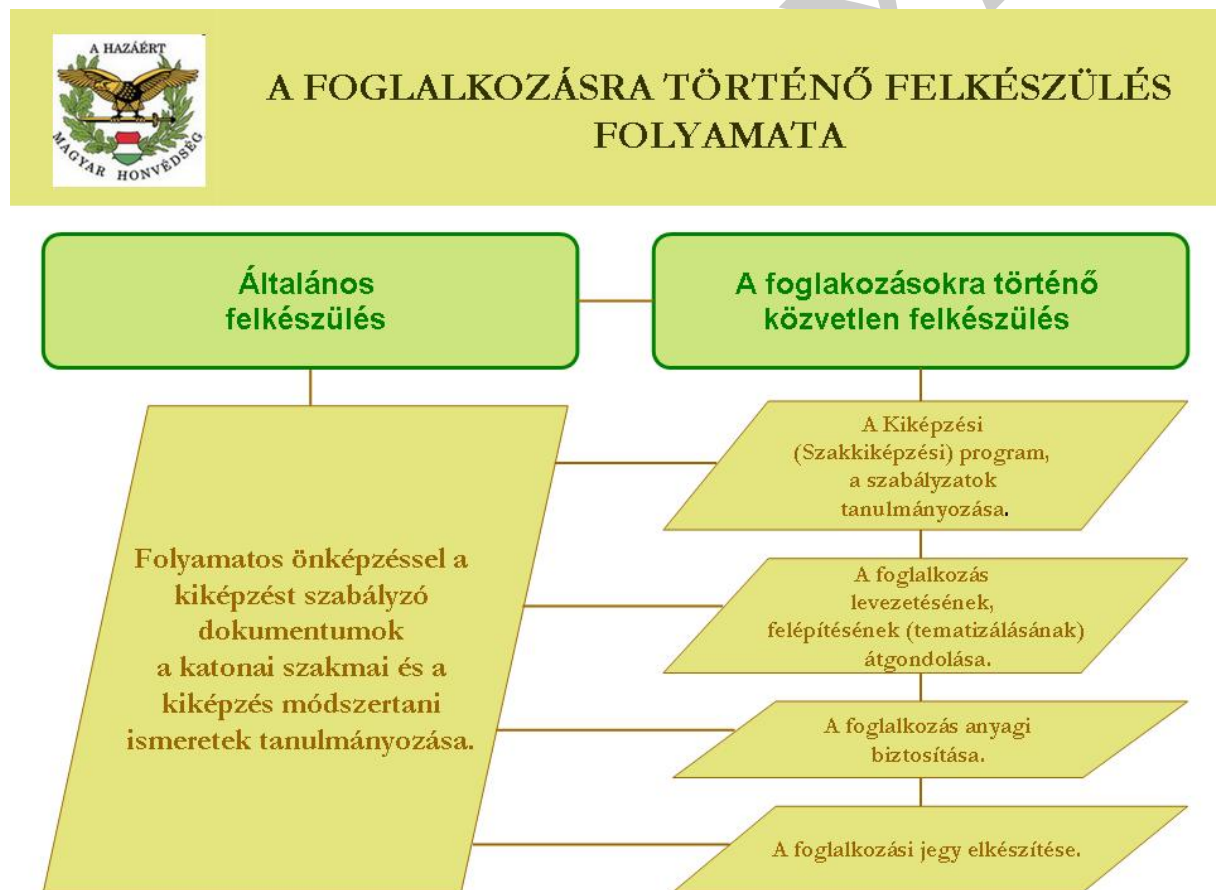 A HAZÁÉRT
MAGYAR HONVÉDSÉG
A FOGLALKOZÁSRA TÖRTÉNŐ FELKÉSZÜLÉS
FOLYAMATA
Általános
felkészülés
A foglakozásokra történő
közvetlen felkészülés
Folyamatos önképzéssel a
kiképzést szabályzó
dokumentumok
a katonai szakmai és a
kiképzés módszertani
ismeretek tanulmányozása.
A Kiképzési
(Szakkiképzési) program,
a szabályzatok
tanulmányozása.
A foglalkozás
levezetésének,
felépítésének (tematizálásának)
átgondolása.
A foglalkozás anyagi
biztosítása.
A foglalkozási jegy elkészítése.